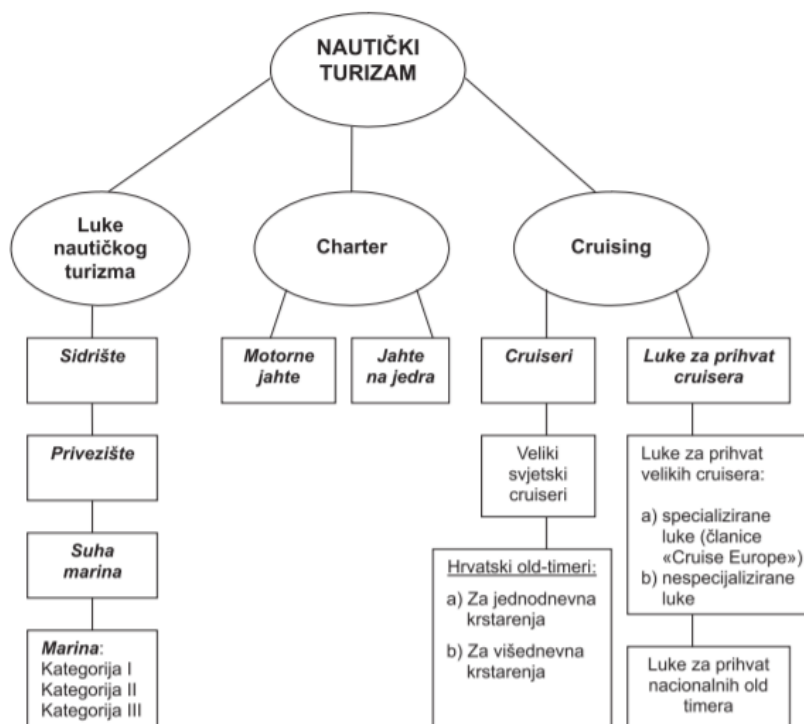 NAUTIČKI
TURIZAM
Luke
nautičkog
turizma
Charter
Cruising
Sidrište
Motorne
jahte
Jahte
na jedra
Cruiseri
Luke za prihvat
cruisera
Privezište
Veliki
svjetski
cruiseri
Luke za prihvat
velikih cruisera:
a) specializirane
luke (članice
«Cruise Europe»)
b) nespecijalizirane
luke
Suha
marina
Hrvatski old-timeri:
a) Za jednodnevna
krstarenja
b) Za višednevna
krstarenja
Marina:
Kategorija I
Kategorija II
Kategorija III
Luke za prihvat
nacionalnih old
timera